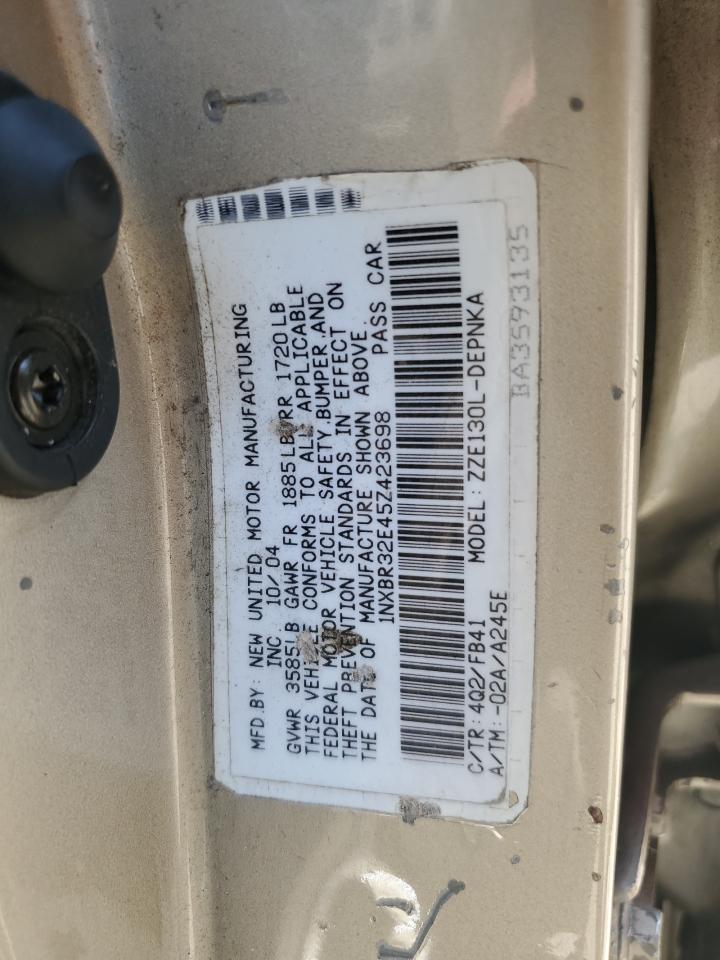 MFD.BY: NEW UNITED MOTOR MANUFACTURING
INC 10/04
GVWR 3585LB GAWR FR 1885LB RR 1720LB
THIS VEHICLE CONFORMS TO ALL APPLICABLE
FEDERAL MOTOR VEHICLE SAFETY,BUMPER,AND
THEFT PREVENTION STANDARDS IN EFFECT ON
THE DATE OF MANUFACTURE SHOWN ABOVE.
1NXBR32E45Z423698 PASS CAR
C/TR:4Q2/FB41 MODEL:ZZE130L-DEPNKA
A/TM:-02A/A245E
BA3593135